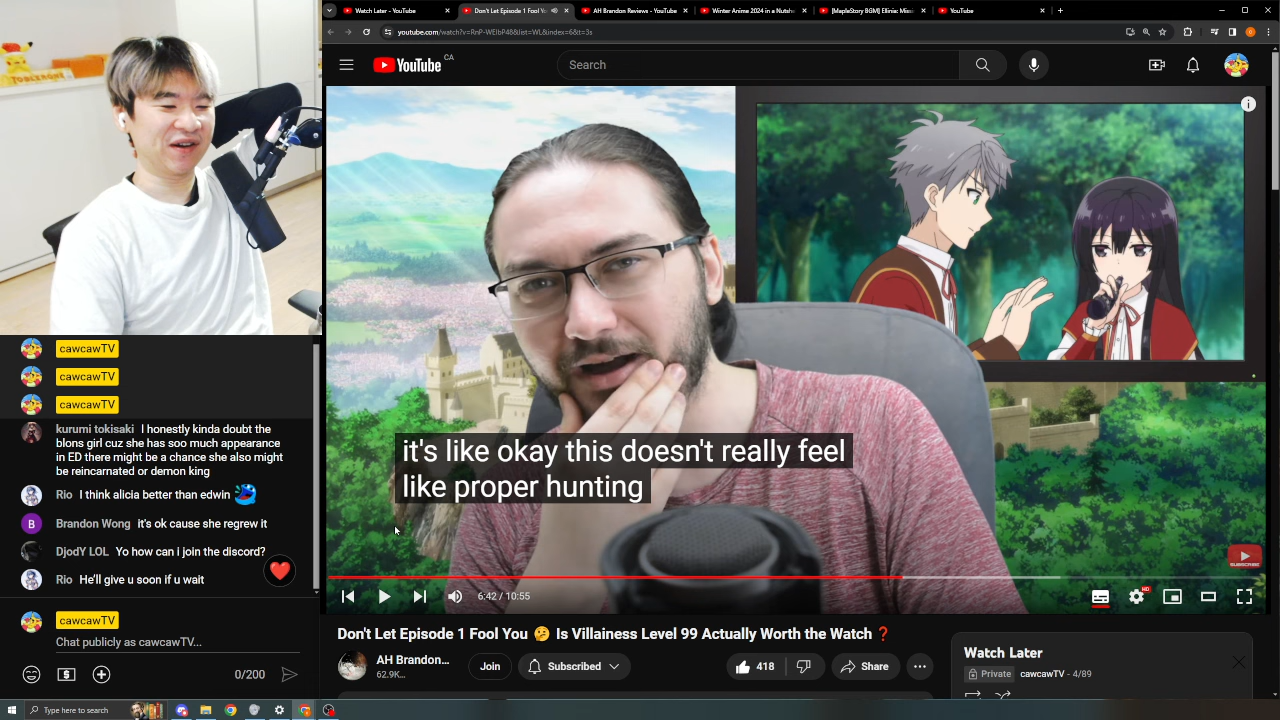 Watch Later - YouTube
Don't Let Episode 1 Fool Yo
AH Brandon Reviews - YouTube
Winter Anime 2024 in a Nutsh
[MapleStory BGM] Ellinia: Miss
YouTube
youtube.com/watch?v=RnP-WElbP48&list=WL&index=6&t=3s
YouTube CA
Search
TOBLERONE
it's like okay this doesn't really feel
like proper hunting
SUBSCRIBE
6:42 / 10:55
HD
Don't Let Episode 1 Fool You 🤔 Is Villainess Level 99 Actually Worth the Watch ❓
AH Brandon...
62.9K...
Join
Subscribed
418
Share
Watch Later
Private cawcawTV - 4/89
cawcawTV
cawcawTV
cawcawTV
kurumi tokisaki I honestly kinda doubt the
blons girl cuz she has soo much appearance
in ED there might be a chance she also might
be reincarnated or demon king
Rio I think alicia better than edwin
B Brandon Wong it's ok cause she regrew it
DjodY LOL Yo how can i join the discord?
Rio He'll give u soon if u wait
cawcawTV
Chat publicly as cawcawTV...
0/200
Type here to search